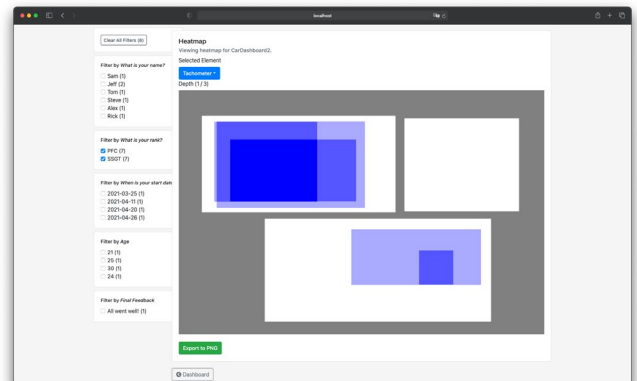 localhost
Clear All Filters (6)
Filter by What is your name?
Sam (1)
Jeff (2)
Tom (1)
Steve (1)
Alex (1)
Rick (1)
Filter by What is your rank?
PFC (7)
SSGT (7)
Filter by When is your start date
2021-03-25 (1)
2021-04-11 (1)
2021-04-20 (1)
2021-04-26 (1)
Filter by Age
21 (1)
25 (1)
30 (1)
24 (1)
Filter by Final Feedback
All went well! (1)
Heatmap
Viewing heatmap for CarDashboard2.
Selected Element
Tachometer
Depth (1 / 3)
Export to PNG
Dashboard